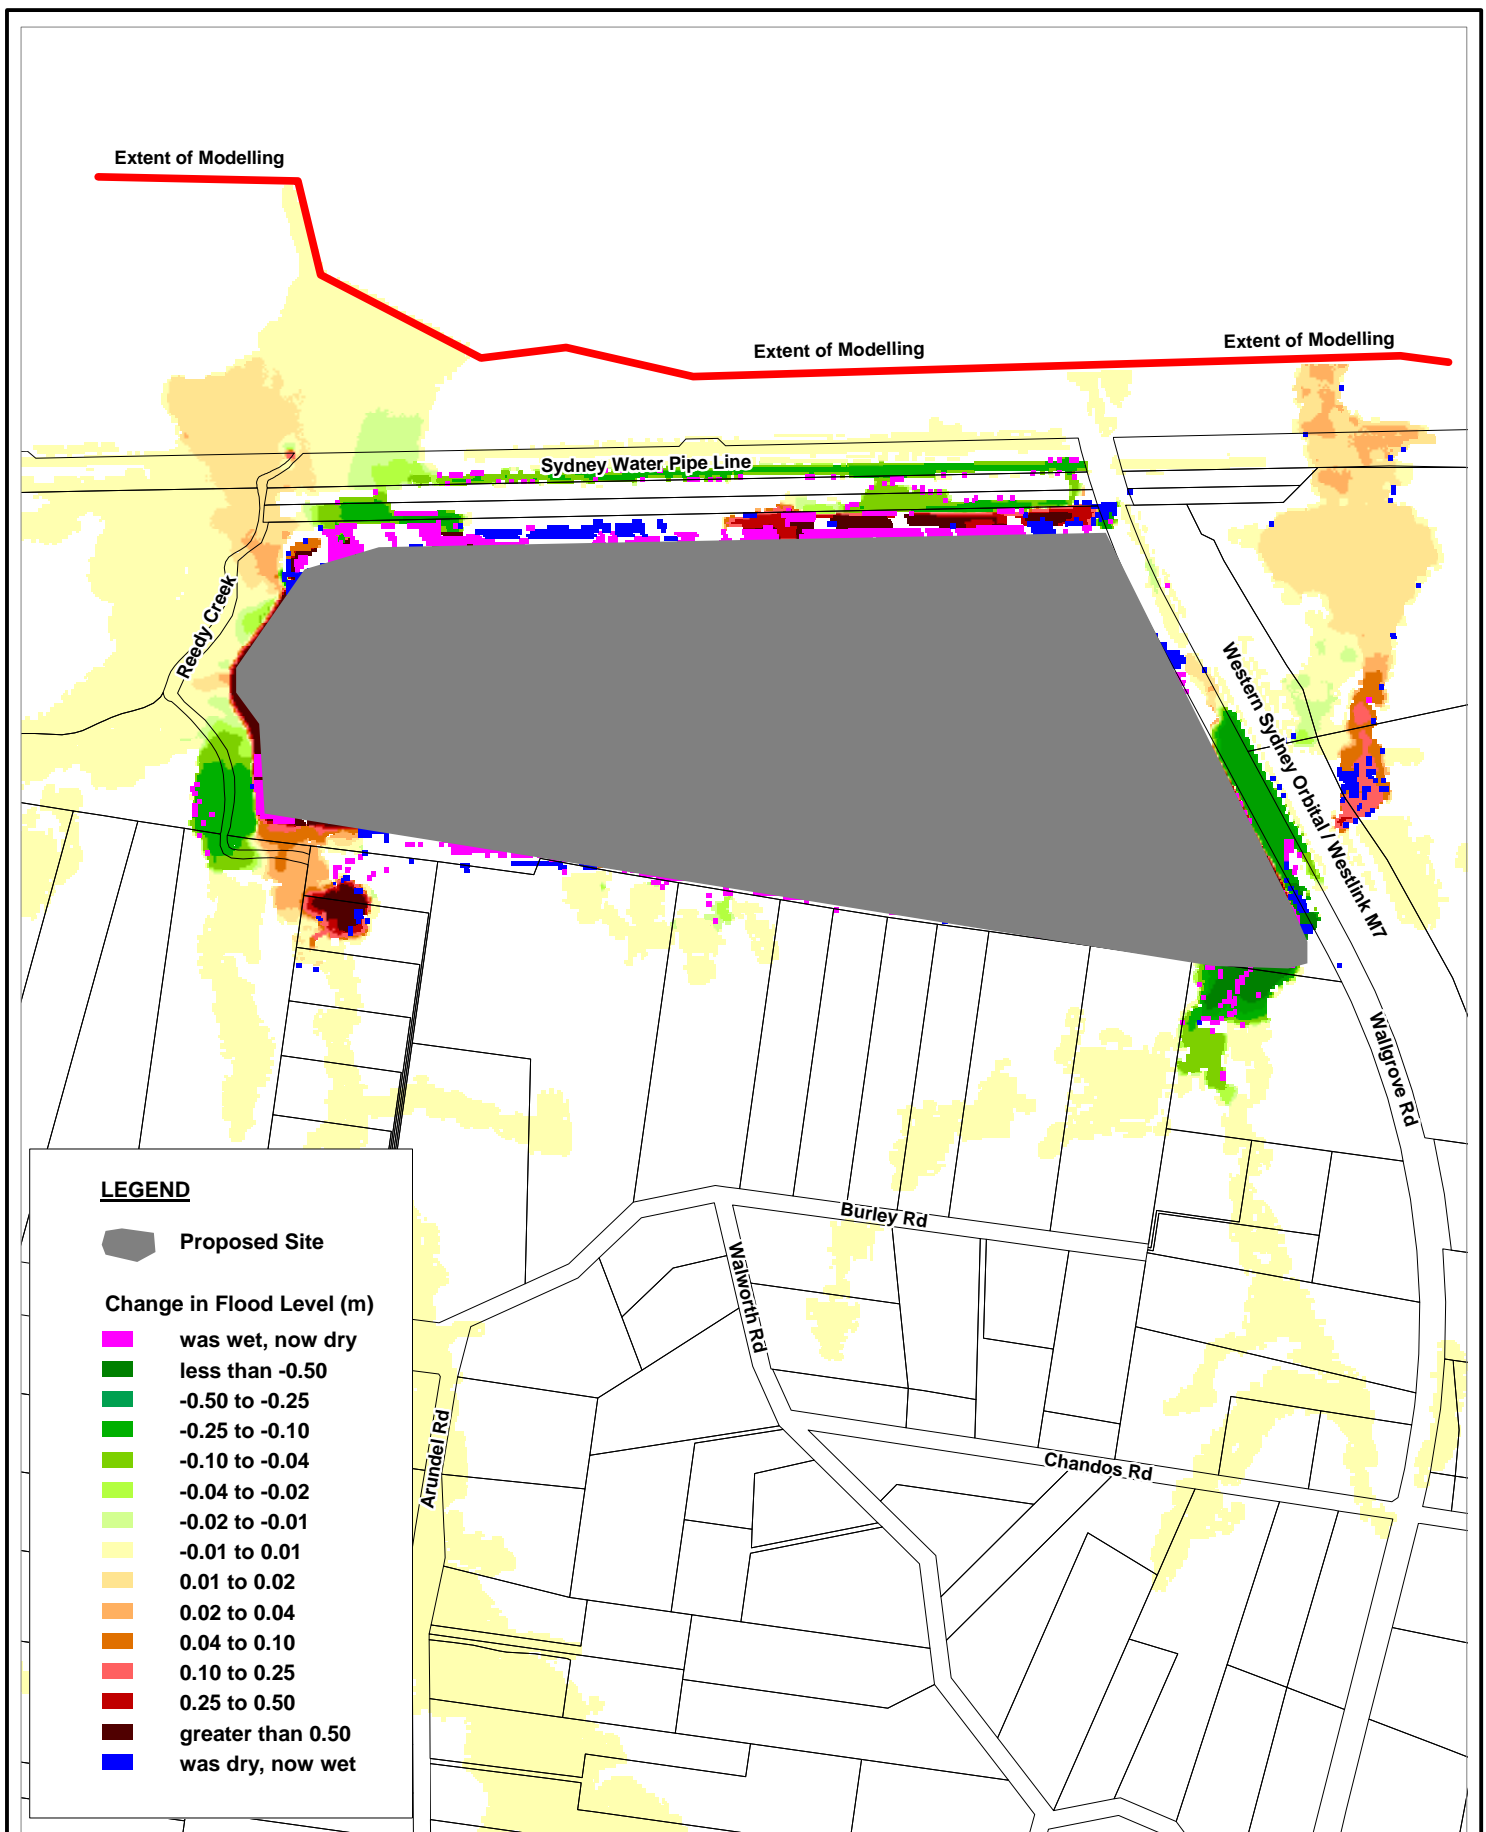 Extent of Modelling
Extent of Modelling
Extent of Modelling
Sydney Water Pipe Line
Reedy Creek
Western Sydney Orbital / Westlink M7
Wallgrove Rd
Burley Rd
Walworth Rd
Chandos Rd
Arundel Rd
LEGEND
Proposed Site
Change in Flood Level (m)
was wet, now dry
less than -0.50
-0.50 to -0.25
-0.25 to -0.10
-0.10 to -0.04
-0.04 to -0.02
-0.02 to -0.01
-0.01 to 0.01
0.01 to 0.02
0.02 to 0.04
0.04 to 0.10
0.10 to 0.25
0.25 to 0.50
greater than 0.50
was dry, now wet